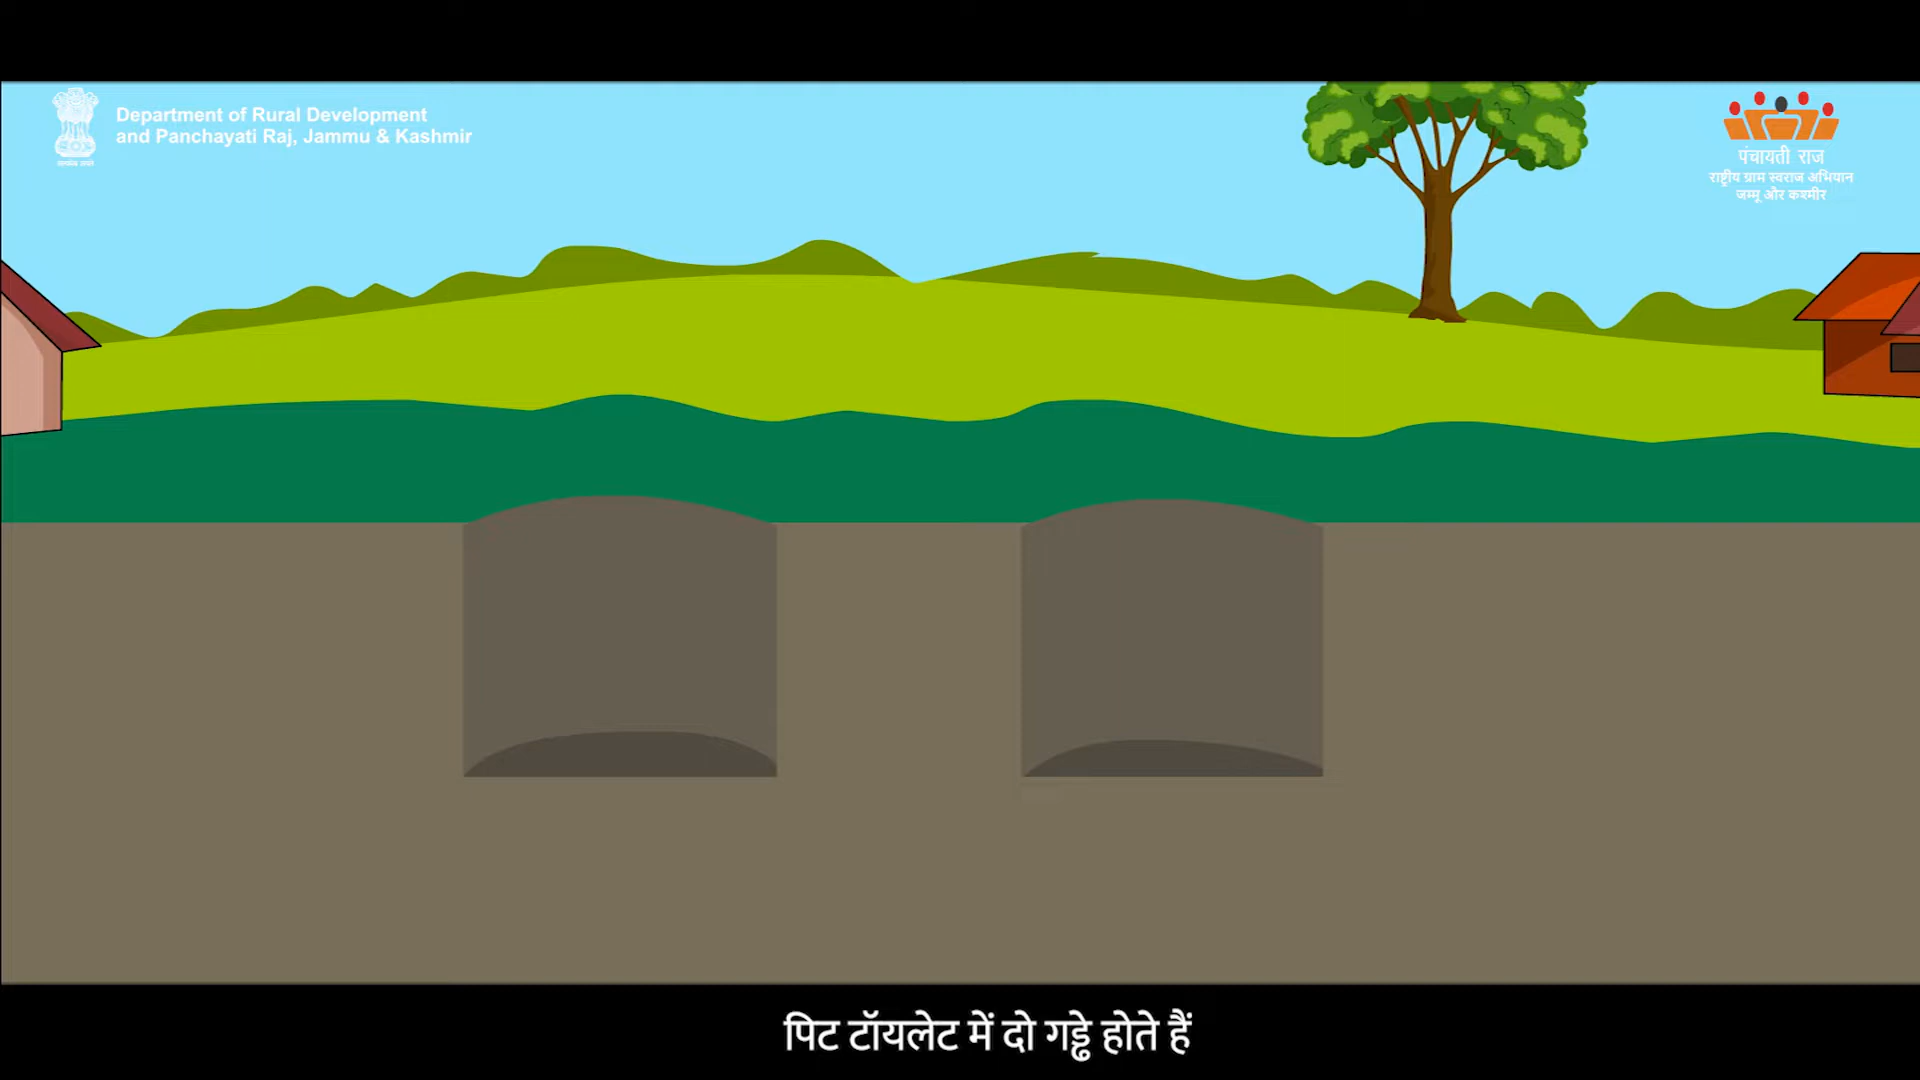 Department of Rural Development
and Panchayati Raj, Jammu & Kashmir
पंचायती राज
राष्ट्रीय ग्राम स्वराज अभियान
जम्मू और कश्मीर
पिट टॉयलेट में दो गड्ढे होते हैं